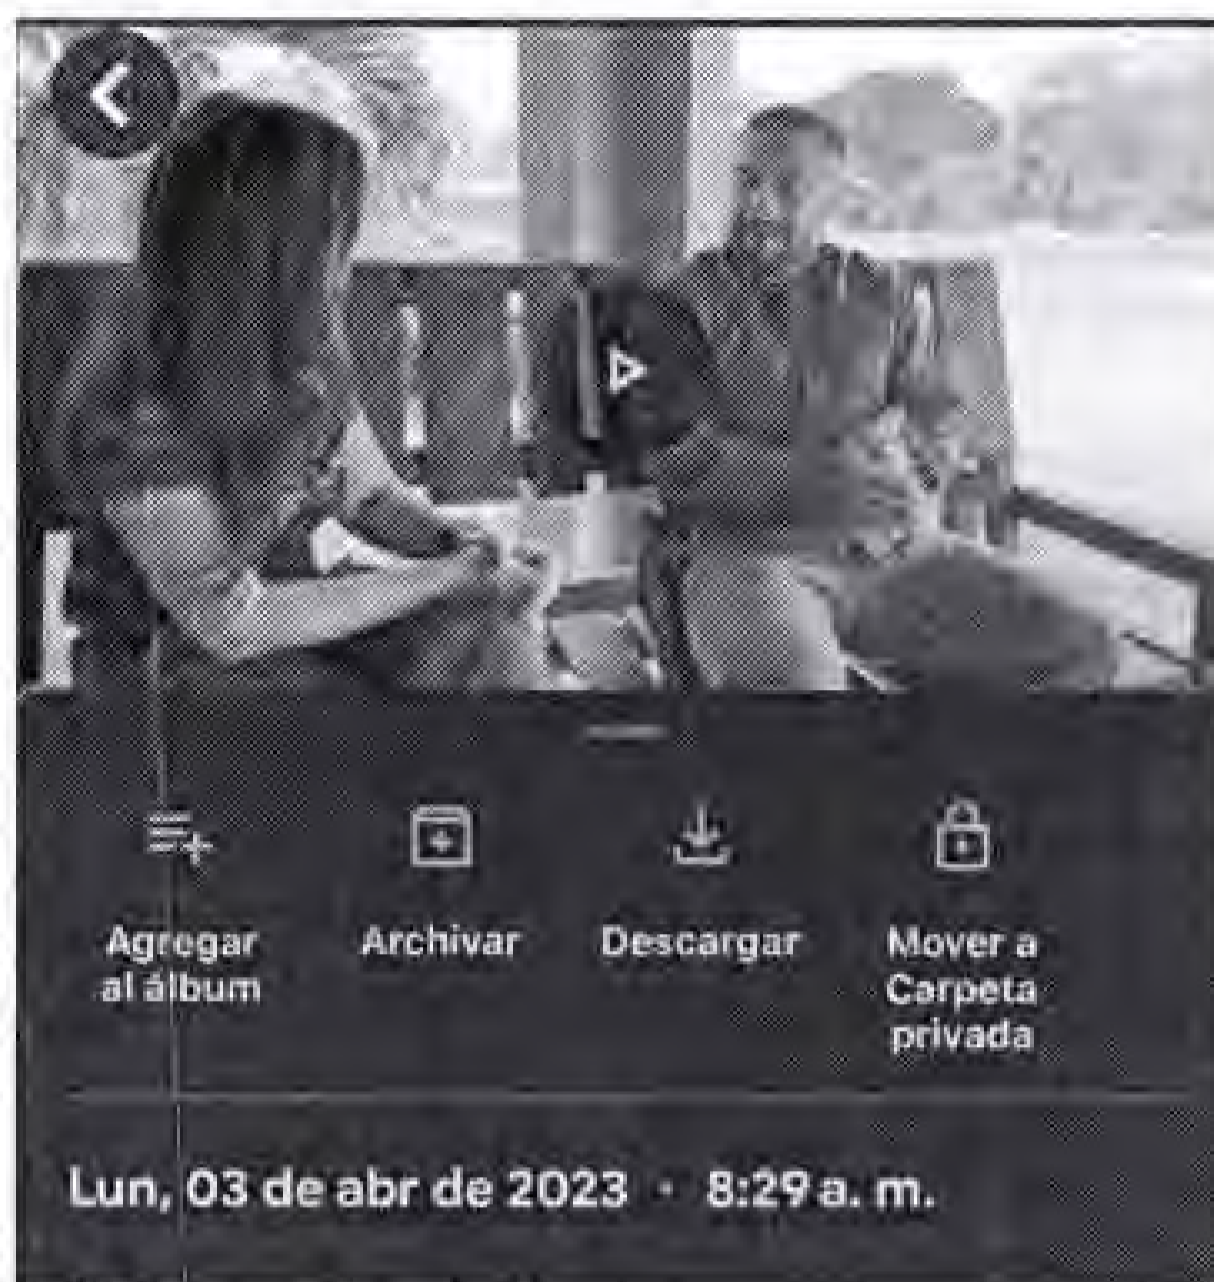 Agregar
al álbum
Archivar
Descargar
Mover a
Carpeta
privada
Lun, 03 de abr de 2023 · 8:29 a. m.